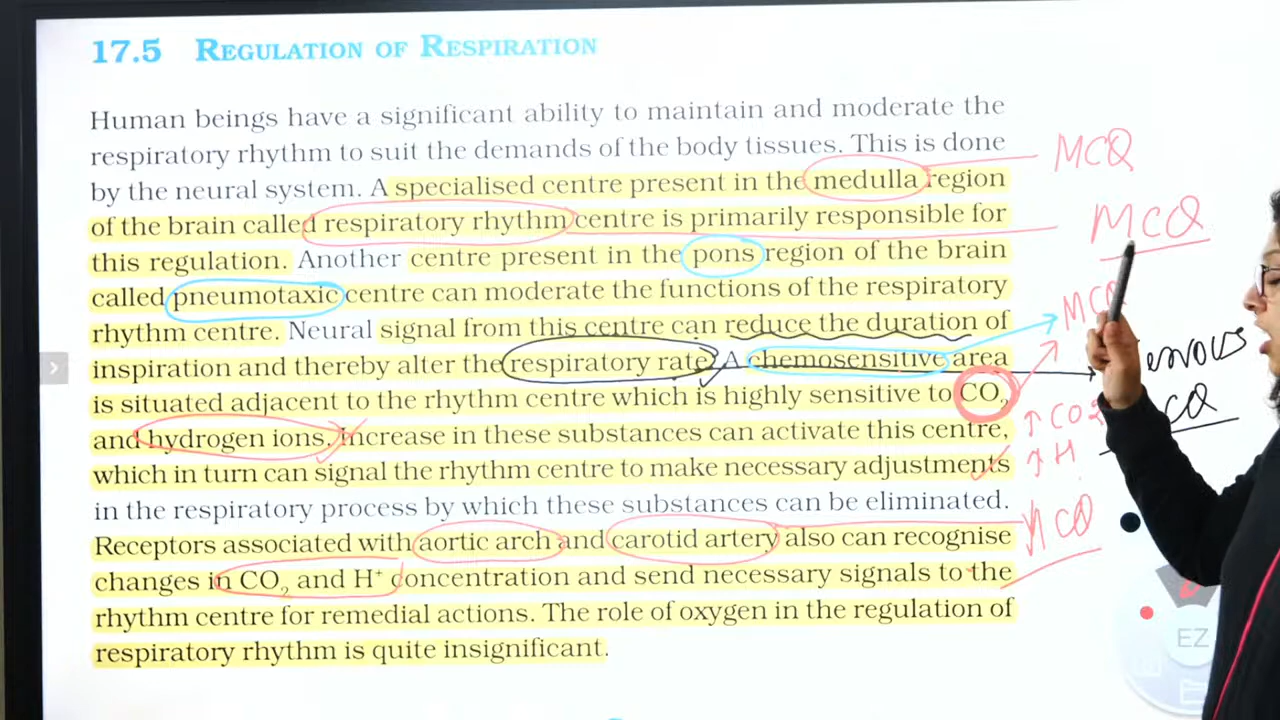 17.5 REGULATION OF RESPIRATION
Human beings have a significant ability to maintain and moderate the
respiratory rhythm to suit the demands of the body tissues. This is done
by the neural system. A specialised centre present in the medulla region
of the brain called respiratory rhythm centre is primarily responsible for
this regulation. Another centre present in the pons region of the brain
called pneumotaxic centre can moderate the functions of the respiratory
rhythm centre. Neural signal from this centre can reduce the duration of
inspiration and thereby alter the respiratory rate. A chemosensitive area
is situated adjacent to the rhythm centre which is highly sensitive to CO₂
and hydrogen ions. Increase in these substances can activate this centre,
which in turn can signal the rhythm centre to make necessary adjustments
in the respiratory process by which these substances can be eliminated.
Receptors associated with aortic arch and carotid artery also can recognise
changes in CO₂ and H⁺ concentration and send necessary signals to the
rhythm centre for remedial actions. The role of oxygen in the regulation of
respiratory rhythm is quite insignificant.
MCQ
MCQ
MCQ
↑ CO2
↑ H
MCQ
EZ